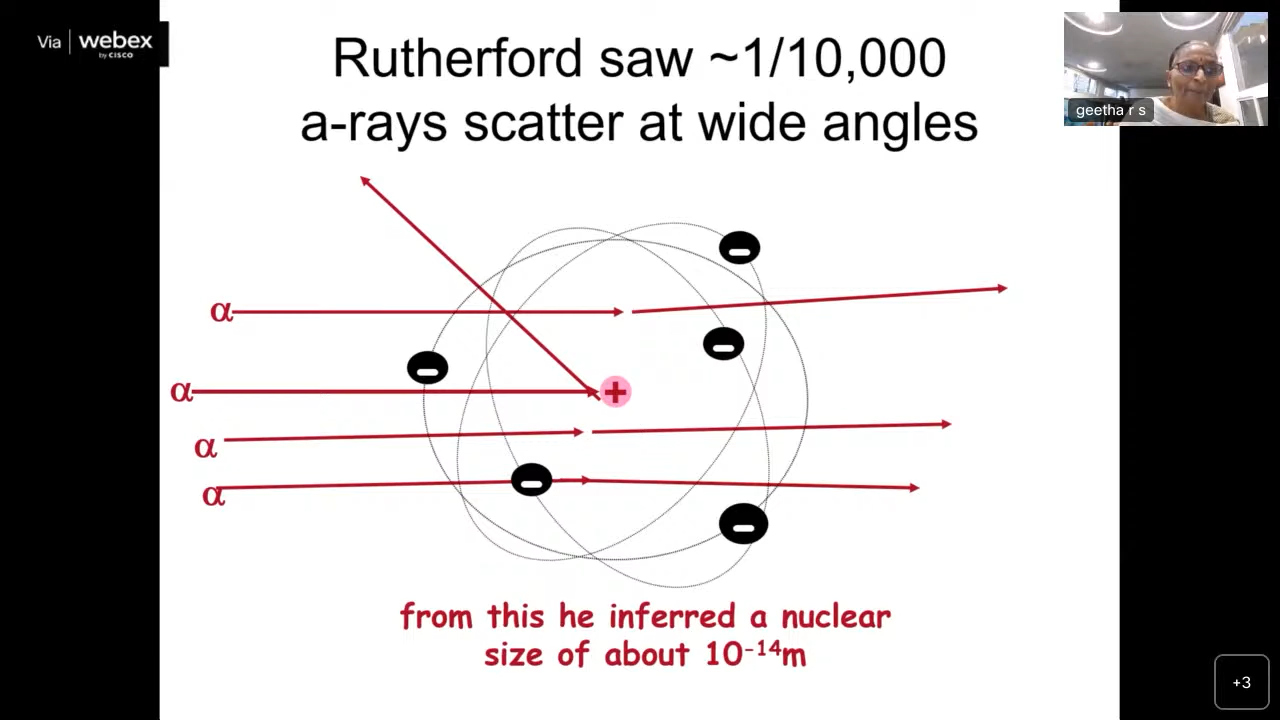 Via webex
by CISCO
Rutherford saw ~1/10,000
a-rays scatter at wide angles
geetha r s
α
α
α
α
+
from this he inferred a nuclear
size of about 10⁻¹⁴m
+3